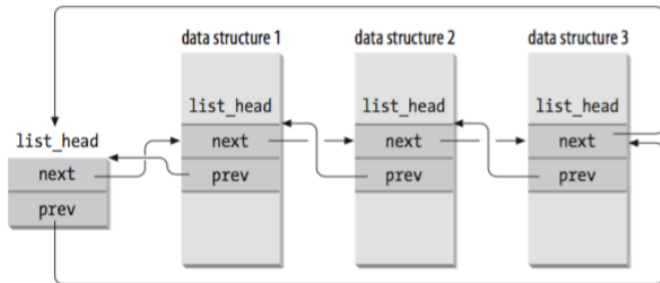 data structure 1
data structure 2
data structure 3
list_head
list_head
list_head
list_head
next
next
next
next
prev
prev
prev
prev